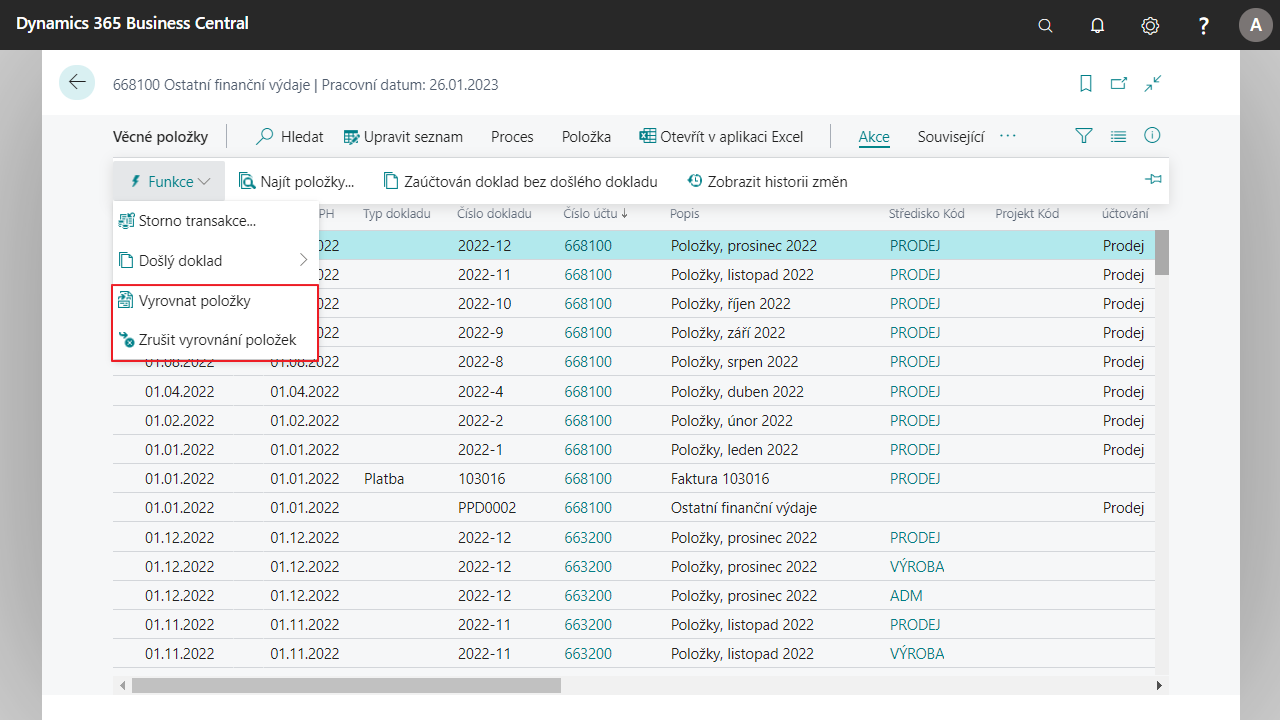 Dynamics 365 Business Central
?
A
668100 Ostatní finanční výdaje | Pracovní datum: 26.01.2023
Věcné položky Hledat Upravit seznam Proces Položka Otevřít v aplikaci Excel Akce Související ···
Funkce Najít položky... Zaúčtován doklad bez došlého dokladu Zobrazit historii změn
Storno transakce...
Došlý doklad
Vyrovnat položky
Zrušit vyrovnání položek
PH Typ dokladu Číslo dokladu Číslo účtu ↓ Popis Středisko Kód Projekt Kód účtování
022 2022-12 668100 Položky, prosinec 2022 PRODEJ Prodej
022 2022-11 668100 Položky, listopad 2022 PRODEJ Prodej
022 2022-10 668100 Položky, říjen 2022 PRODEJ Prodej
022 2022-9 668100 Položky, září 2022 PRODEJ Prodej
01.08.2022 01.08.2022 2022-8 668100 Položky, srpen 2022 PRODEJ Prodej
01.04.2022 01.04.2022 2022-4 668100 Položky, duben 2022 PRODEJ Prodej
01.02.2022 01.02.2022 2022-2 668100 Položky, únor 2022 PRODEJ Prodej
01.01.2022 01.01.2022 2022-1 668100 Položky, leden 2022 PRODEJ Prodej
01.01.2022 01.01.2022 Platba 103016 668100 Faktura 103016 PRODEJ
01.01.2022 01.01.2022 PPD0002 668100 Ostatní finanční výdaje Prodej
01.12.2022 01.12.2022 2022-12 663200 Položky, prosinec 2022 PRODEJ
01.12.2022 01.12.2022 2022-12 663200 Položky, prosinec 2022 VÝROBA
01.12.2022 01.12.2022 2022-12 663200 Položky, prosinec 2022 ADM
01.11.2022 01.11.2022 2022-11 663200 Položky, listopad 2022 PRODEJ
01.11.2022 01.11.2022 2022-11 663200 Položky, listopad 2022 VÝROBA